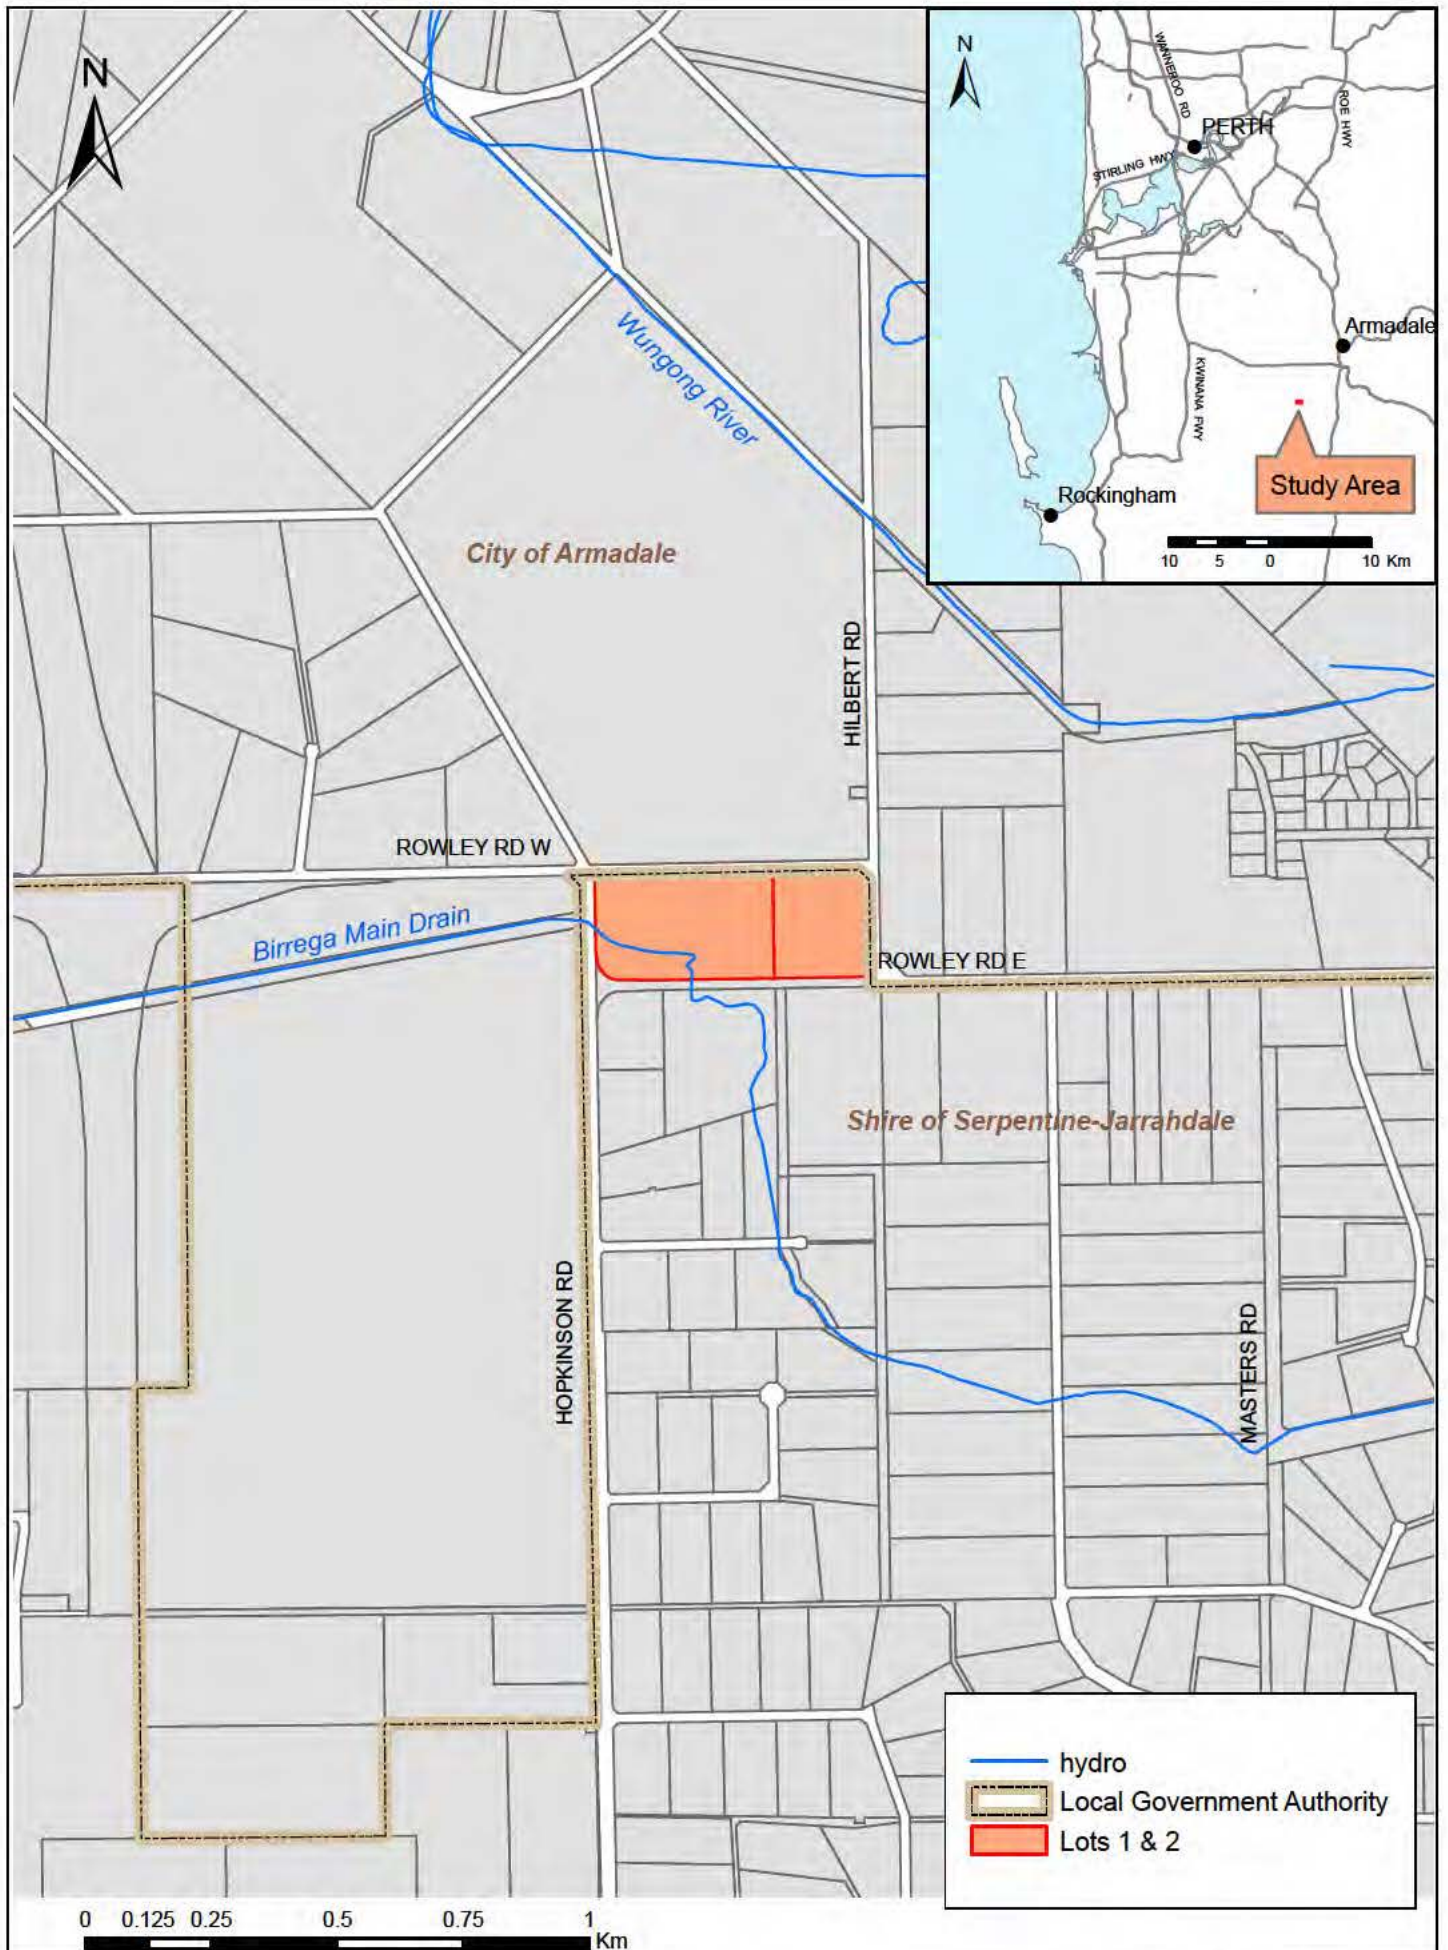 N
N
WANNEROO RD
ROE HWY
PERTH
STIRLING HWY
Armadale
KWINANA FWY
Study Area
Rockingham
10 5 0 10 Km
Wungong River
City of Armadale
HILBERT RD
ROWLEY RD W
Birrega Main Drain
ROWLEY RD E
Shire of Serpentine-Jarrahdale
HOPKINSON RD
MASTERS RD
hydro
Local Government Authority
Lots 1 & 2
0 0.125 0.25 0.5 0.75 1
Km